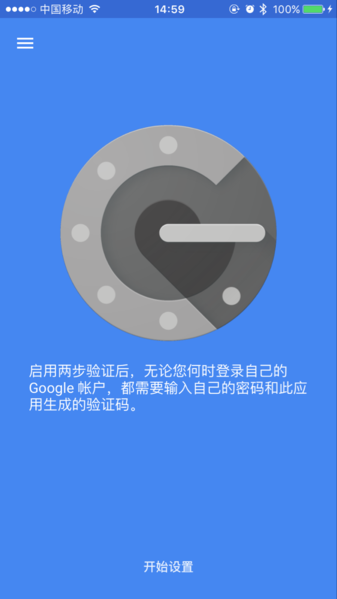 中国移动 14:59 100%
启用两步验证后，无论您何时登录自己的
Google 帐户，都需要输入自己的密码和此应
用生成的验证码。
开始设置